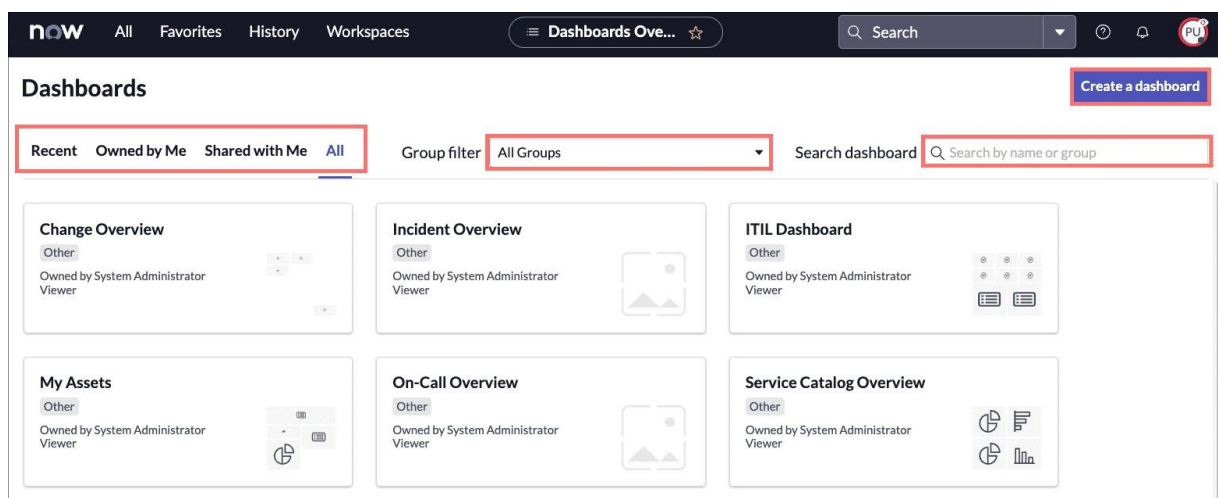 now All Favorites History Workspaces Dashboards Ove... Search PU
Dashboards Create a dashboard
Recent Owned by Me Shared with Me All Group filter All Groups Search dashboard Search by name or group
Change Overview
Other
Owned by System Administrator
Viewer
Incident Overview
Other
Owned by System Administrator
Viewer
ITIL Dashboard
Other
Owned by System Administrator
Viewer
My Assets
Other
Owned by System Administrator
Viewer
On-Call Overview
Other
Owned by System Administrator
Viewer
Service Catalog Overview
Other
Owned by System Administrator
Viewer